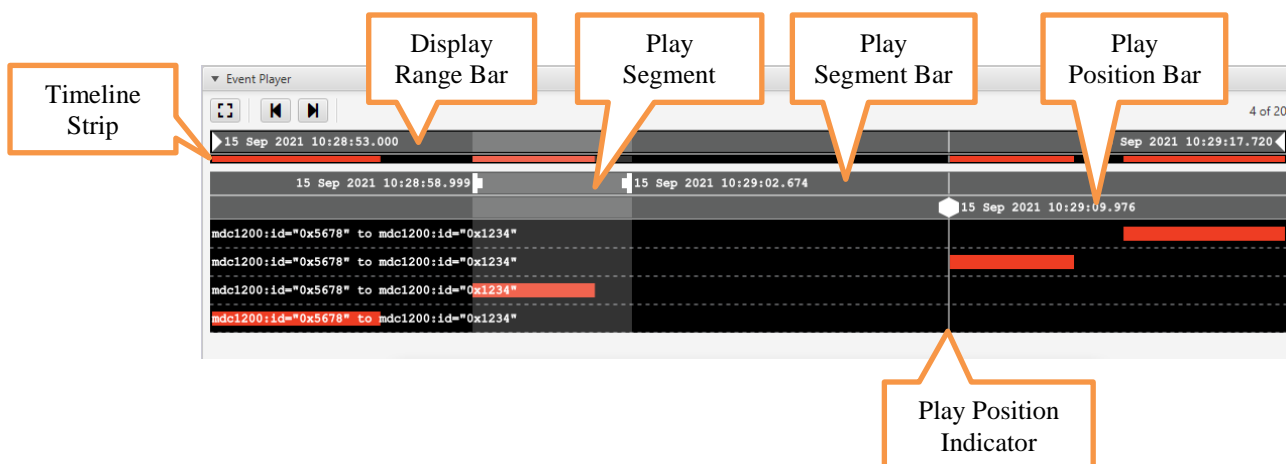 Display
Range Bar
Play
Segment
Play
Segment Bar
Play
Position Bar
Timeline
Strip
Event Player
4 of 20
15 Sep 2021 10:28:53.000
Sep 2021 10:29:17.720
15 Sep 2021 10:28:58.999
15 Sep 2021 10:29:02.674
15 Sep 2021 10:29:09.976
mdc1200:id="0x5678" to mdc1200:id="0x1234"
mdc1200:id="0x5678" to mdc1200:id="0x1234"
mdc1200:id="0x5678" to mdc1200:id="0x1234"
mdc1200:id="0x5678" to mdc1200:id="0x1234"
Play Position
Indicator